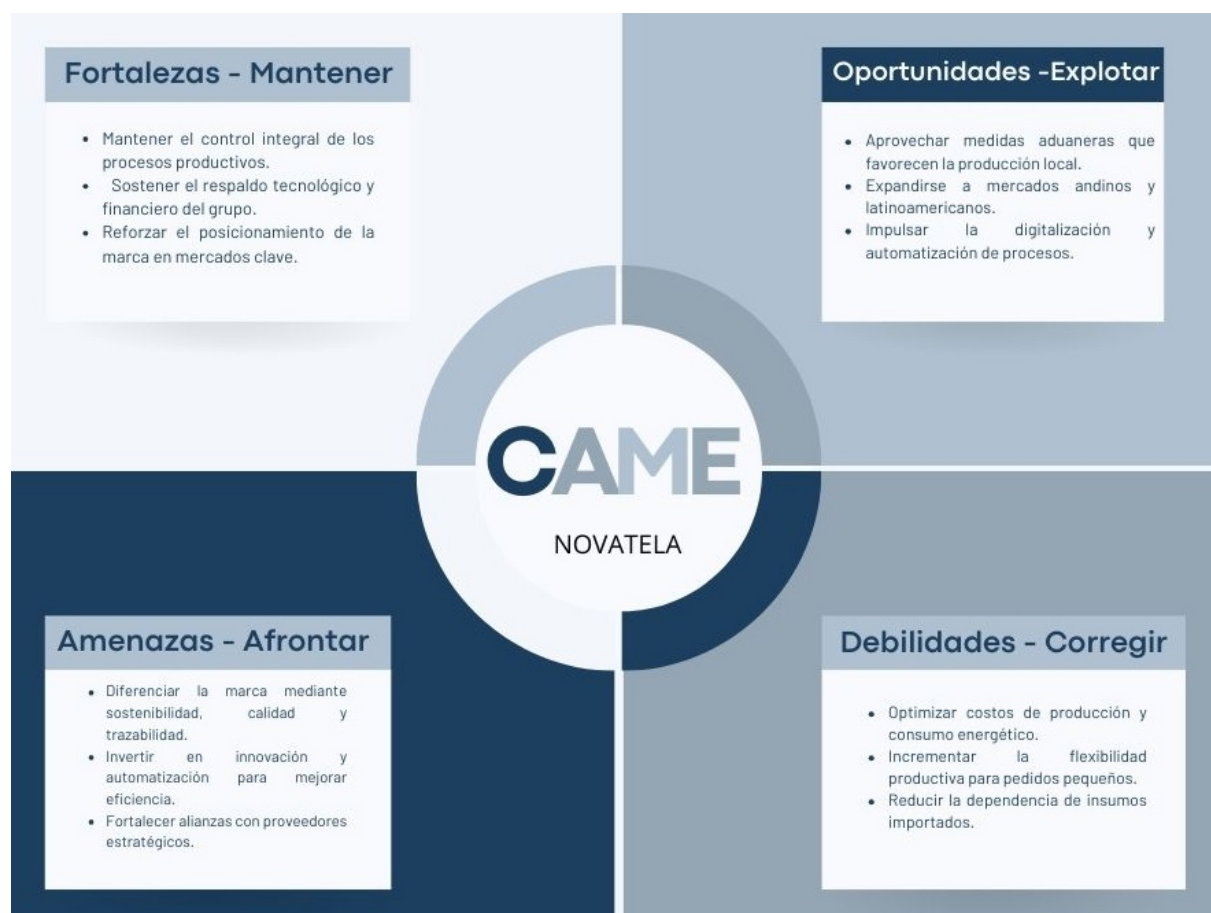 Fortalezas - Mantener
• Mantener el control integral de los
procesos productivos.
• Sostener el respaldo tecnológico y
financiero del grupo.
• Reforzar el posicionamiento de la
marca en mercados clave.
Oportunidades -Explotar
• Aprovechar medidas aduaneras que
favorecen la producción local.
• Expandirse a mercados andinos y
latinoamericanos.
• Impulsar la digitalización y
automatización de procesos.
CAME
NOVATELA
Amenazas - Afrontar
• Diferenciar la marca mediante
sostenibilidad, calidad y
trazabilidad.
• Invertir en innovación y
automatización para mejorar
eficiencia.
• Fortalecer alianzas con proveedores
estratégicos.
Debilidades - Corregir
• Optimizar costos de producción y
consumo energético.
• Incrementar la flexibilidad
productiva para pedidos pequeños.
• Reducir la dependencia de insumos
importados.